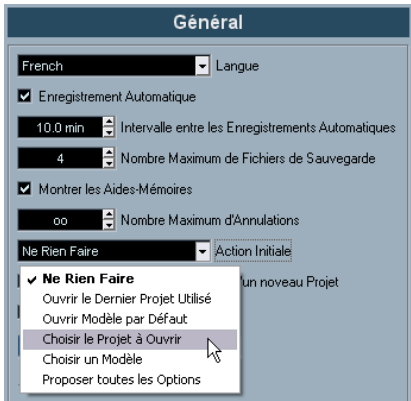 Général
French
Langue
Enregistrement Automatique
10.0 min
Intervalle entre les Enregistrements Automatiques
4
Nombre Maximum de Fichiers de Sauvegarde
Montrer les Aides-Mémoires
oo
Nombre Maximum d'Annulations
Ne Rien Faire
Action Initiale
Ne Rien Faire
'un noveau Projet
Ouvrir le Dernier Projet Utilisé
Ouvrir Modèle par Défaut
Choisir le Projet à Ouvrir
Choisir un Modèle
Proposer toutes les Options